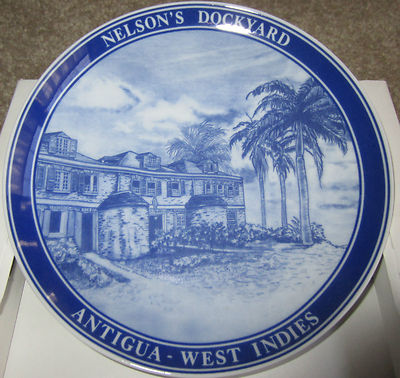 NELSON'S DOCKYARD
ANTIGUA - WEST INDIES